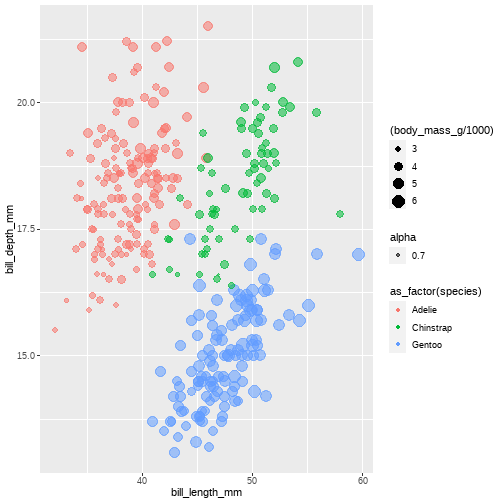 20.0
17.5
15.0
bill_depth_mm
40
50
60
bill_length_mm
(body_mass_g/1000)
3
4
5
6
alpha
0.7
as_factor(species)
Adelie
Chinstrap
Gentoo